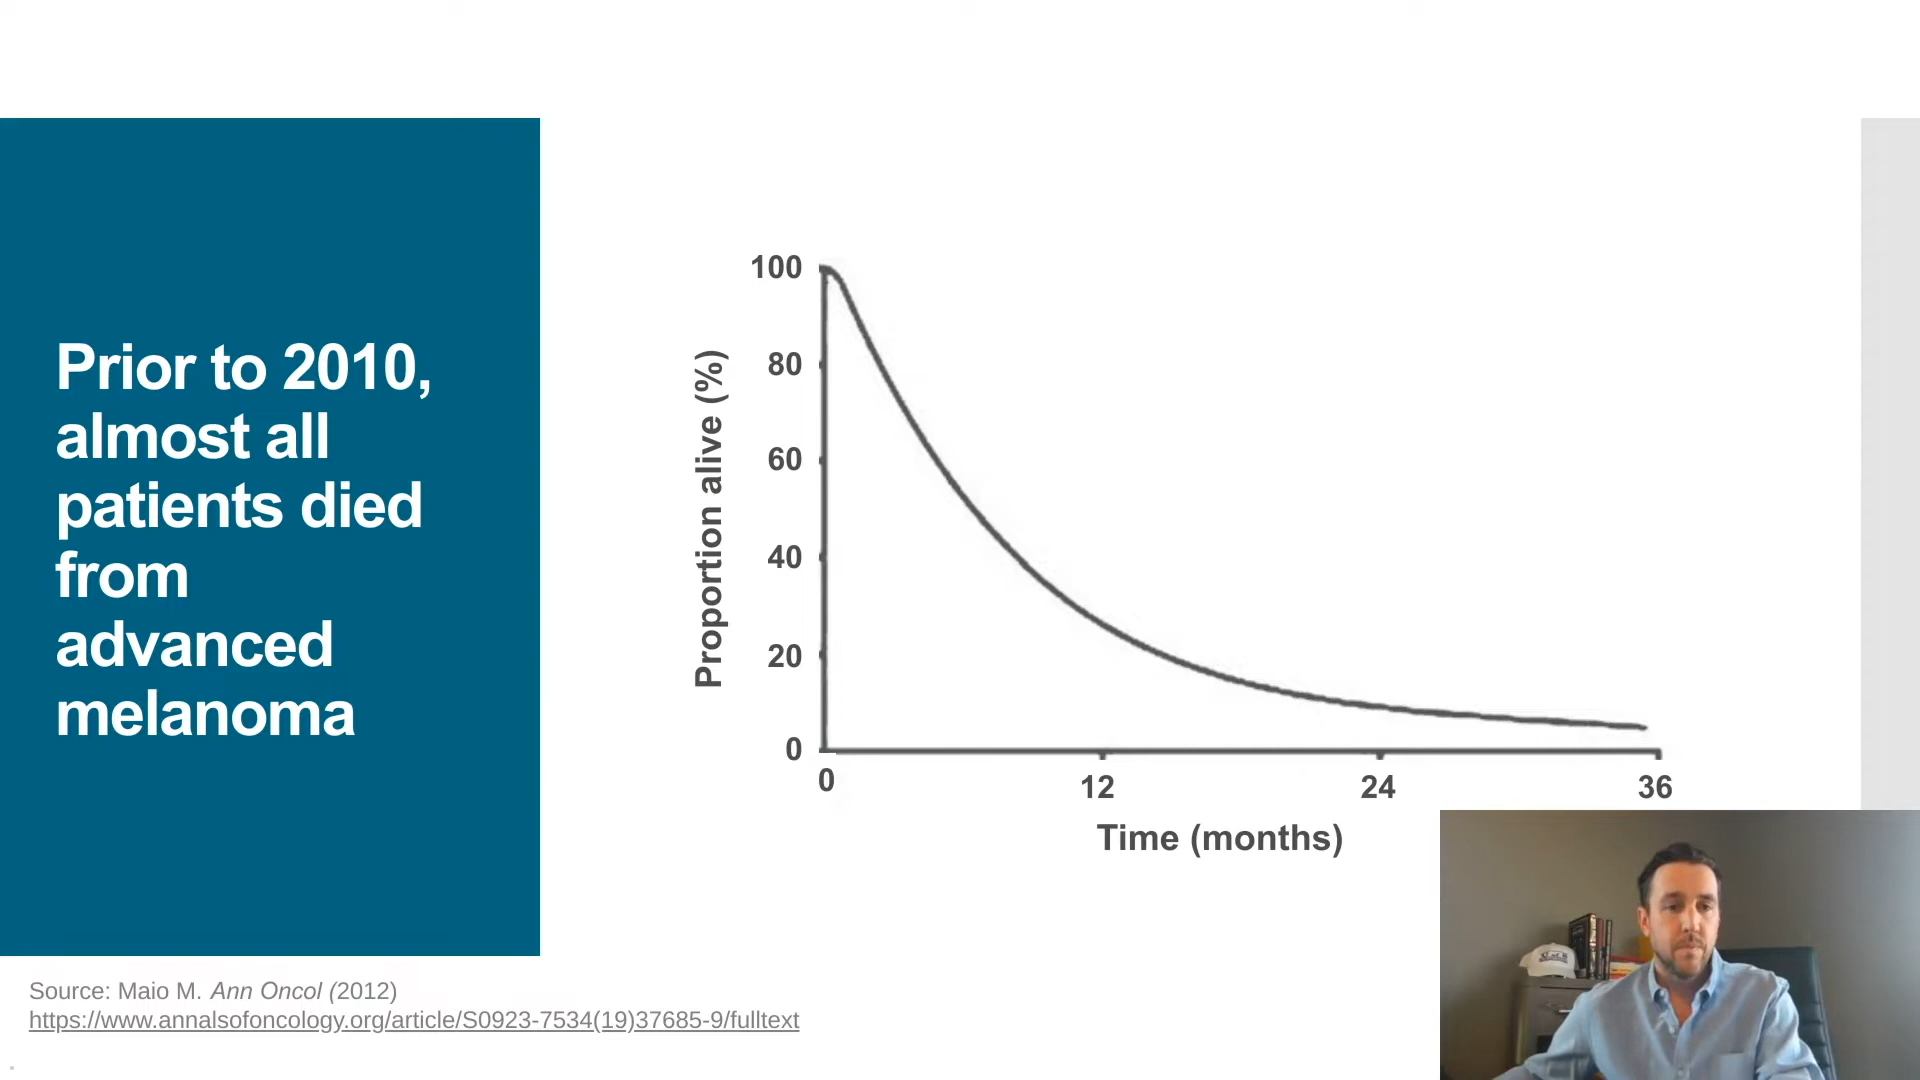 Prior to 2010,
almost all
patients died
from
advanced
melanoma
100
80
60
40
20
0
Proportion alive (%)
0
12
24
36
Time (months)
Source: Maio M. Ann Oncol (2012)
https://www.annalsofoncology.org/article/S0923-7534(19)37685-9/fulltext